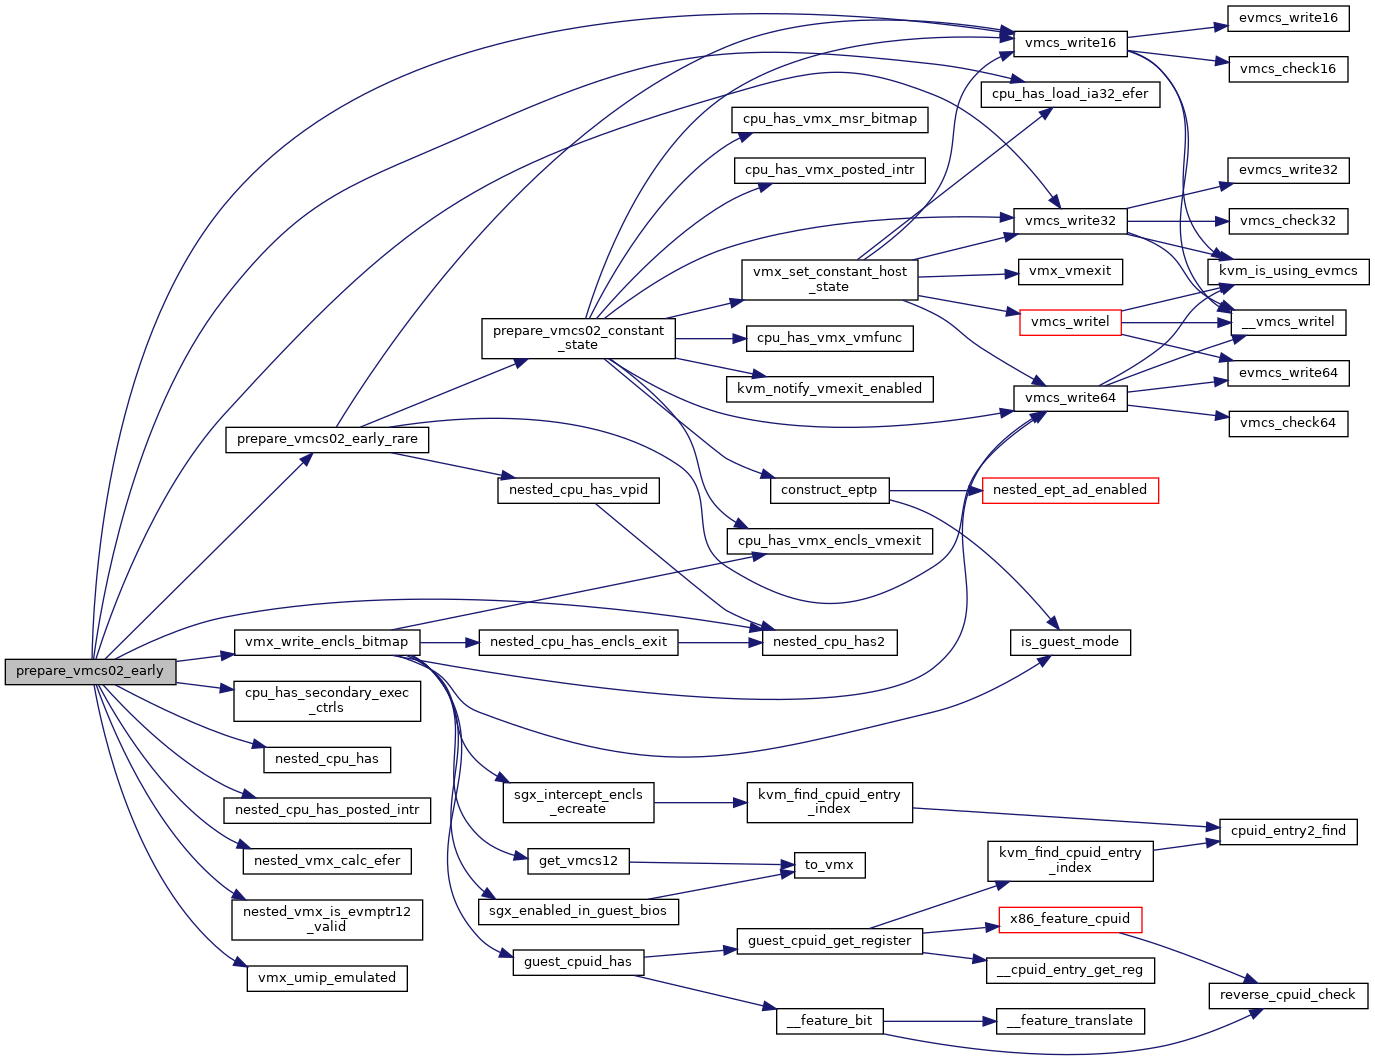 evmcs_write16
vmcs_write16
vmcs_check16
cpu_has_load_ia32_efer
cpu_has_vmx_msr_bitmap
cpu_has_vmx_posted_intr
evmcs_write32
vmcs_write32
vmcs_check32
vmx_set_constant_host
_state
vmx_vmexit
kvm_is_using_evmcs
vmcs_writel
__vmcs_writel
prepare_vmcs02_constant
_state
cpu_has_vmx_vmfunc
kvm_notify_vmexit_enabled
evmcs_write64
vmcs_write64
vmcs_check64
prepare_vmcs02_early_rare
nested_cpu_has_vpid
construct_eptp
nested_ept_ad_enabled
cpu_has_vmx_encls_vmexit
vmx_write_encls_bitmap
nested_cpu_has_encls_exit
nested_cpu_has2
is_guest_mode
prepare_vmcs02_early
cpu_has_secondary_exec
_ctrls
nested_cpu_has
nested_cpu_has_posted_intr
sgx_intercept_encls
_ecreate
kvm_find_cpuid_entry
_index
cpuid_entry2_find
nested_vmx_calc_efer
get_vmcs12
to_vmx
kvm_find_cpuid_entry
_index
nested_vmx_is_evmptr12
_valid
sgx_enabled_in_guest_bios
x86_feature_cpuid
guest_cpuid_get_register
guest_cpuid_has
__cpuid_entry_get_reg
vmx_umip_emulated
reverse_cpuid_check
__feature_bit
__feature_translate